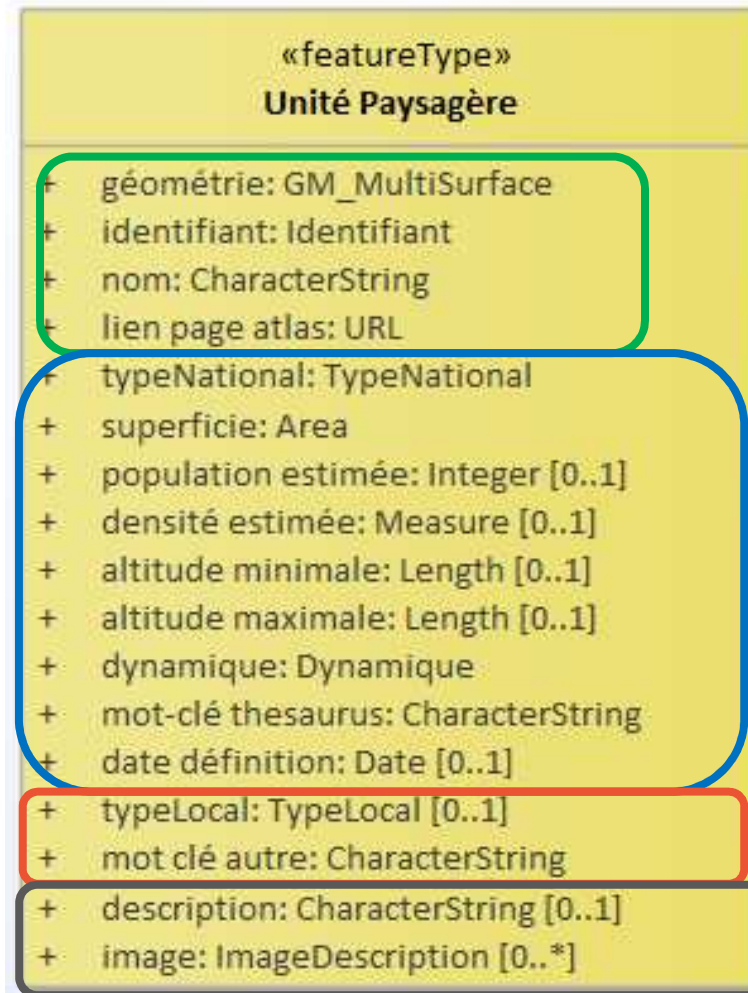 «featureType»
Unité Paysagère
+ géométrie: GM_MultiSurface
+ identifiant: Identifiant
+ nom: CharacterString
+ lien page atlas: URL
+ typeNational: TypeNational
+ superficie: Area
+ population estimée: Integer [0..1]
+ densité estimée: Measure [0..1]
+ altitude minimale: Length [0..1]
+ altitude maximale: Length [0..1]
+ dynamique: Dynamique
+ mot-clé thesaurus: CharacterString
+ date définition: Date [0..1]
+ typeLocal: TypeLocal [0..1]
+ mot clé autre: CharacterString
+ description: CharacterString [0..1]
+ image: ImageDescription [0..*]